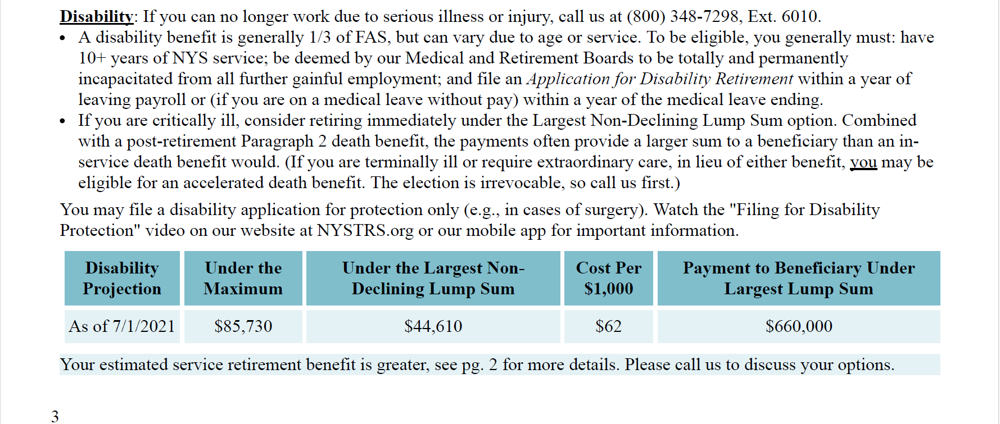 Disability: If you can no longer work due to serious illness or injury, call us at (800) 348-7298, Ext. 6010.
• A disability benefit is generally 1/3 of FAS, but can vary due to age or service. To be eligible, you generally must: have
10+ years of NYS service; be deemed by our Medical and Retirement Boards to be totally and permanently
incapacitated from all further gainful employment; and file an Application for Disability Retirement within a year of
leaving payroll or (if you are on a medical leave without pay) within a year of the medical leave ending.
• If you are critically ill, consider retiring immediately under the Largest Non-Declining Lump Sum option. Combined
with a post-retirement Paragraph 2 death benefit, the payments often provide a larger sum to a beneficiary than an in-
service death benefit would. (If you are terminally ill or require extraordinary care, in lieu of either benefit, you may be
eligible for an accelerated death benefit. The election is irrevocable, so call us first.)
You may file a disability application for protection only (e.g., in cases of surgery). Watch the "Filing for Disability
Protection" video on our website at NYSTRS.org or our mobile app for important information.
Disability Under the Under the Largest Non- Cost Per Payment to Beneficiary Under
Projection Maximum Declining Lump Sum $1,000 Largest Lump Sum
As of 7/1/2021 $85,730 $44,610 $62 $660,000
Your estimated service retirement benefit is greater, see pg. 2 for more details. Please call us to discuss your options.
3